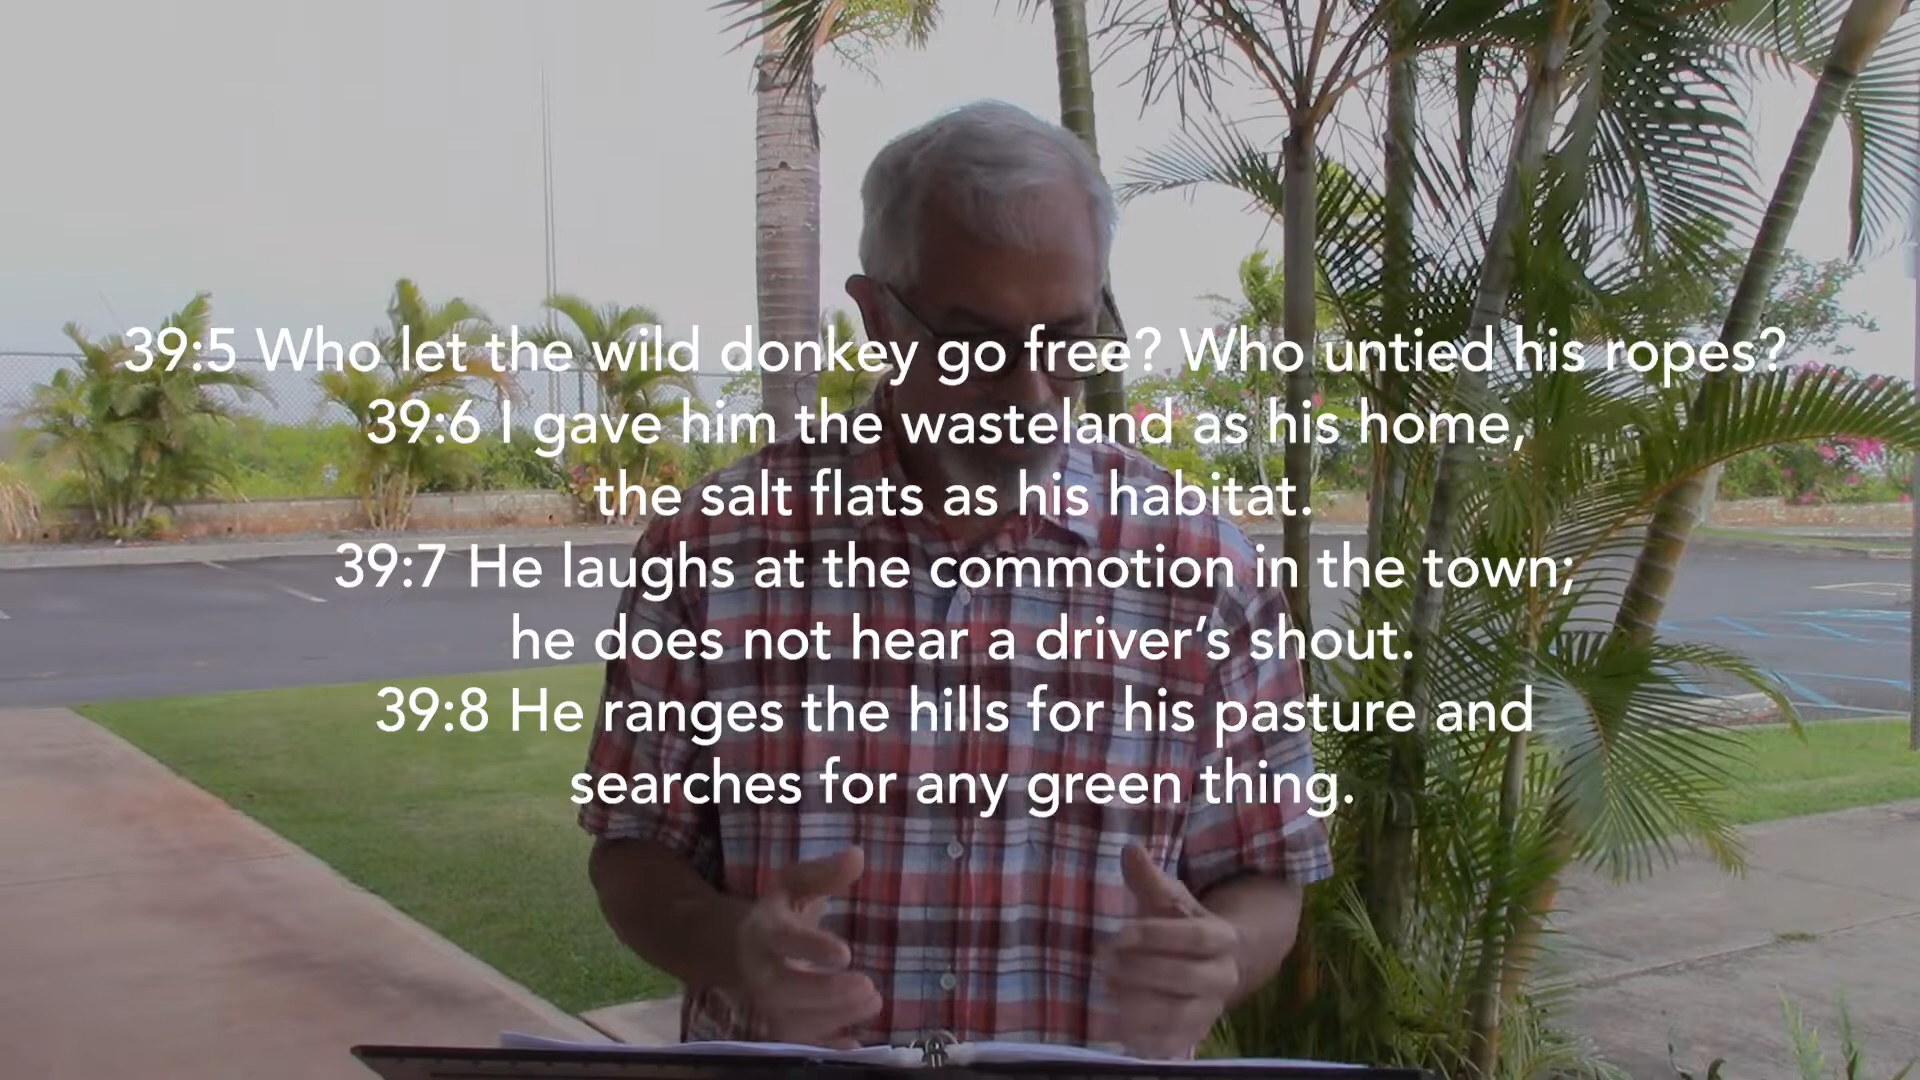 39:5 Who let the wild donkey go free? Who untied his ropes?
39:6 I gave him the wasteland as his home,
the salt flats as his habitat.
39:7 He laughs at the commotion in the town;
he does not hear a driver’s shout.
39:8 He ranges the hills for his pasture and
searches for any green thing.